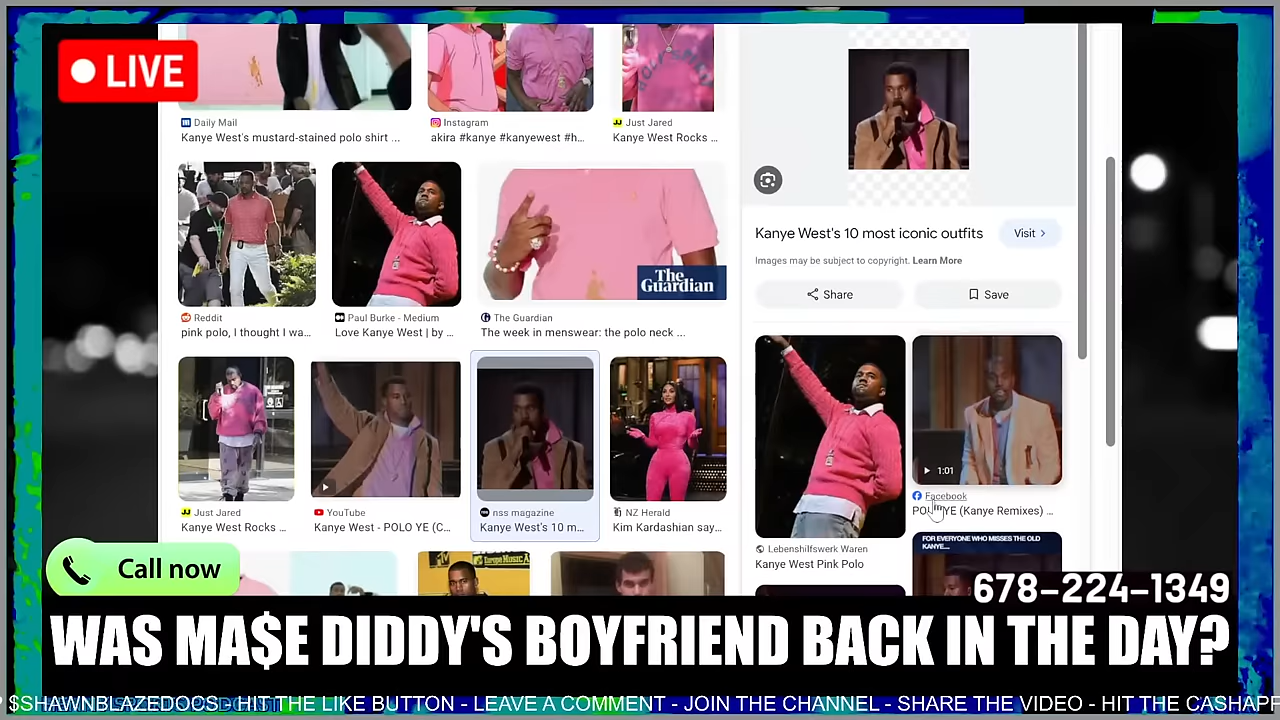 LIVE
Daily Mail
Kanye West's mustard-stained polo shirt ...
Instagram
akira #kanye #kanyewest #h...
JJ Just Jared
Kanye West Rocks ...
Kanye West's 10 most iconic outfits
Visit
Images may be subject to copyright. Learn More
Share
Save
The Guardian
Reddit
pink polo, I thought I wa...
Paul Burke - Medium
Love Kanye West | by ...
The Guardian
The week in menswear: the polo neck ...
1:01
Facebook
(Kanye Remixes) ...
JJ Just Jared
Kanye West Rocks ...
YouTube
Kanye West - POLO YE (C...
nss magazine
Kanye West's 10 m...
NZ Herald
Kim Kardashian say...
Lebenshilfswerk Waren
Kanye West Pink Polo
FOR EVERYONE WHO MISSES THE OLD
KANYE....
Call now
678-224-1349
WAS MA$E DIDDY'S BOYFRIEND BACK IN THE DAY?
$SHAWNBLAZEDOCS - HIT THE LIKE BUTTON - LEAVE A COMMENT - JOIN THE CHANNEL - SHARE THE VIDEO - HIT THE CASHAPP